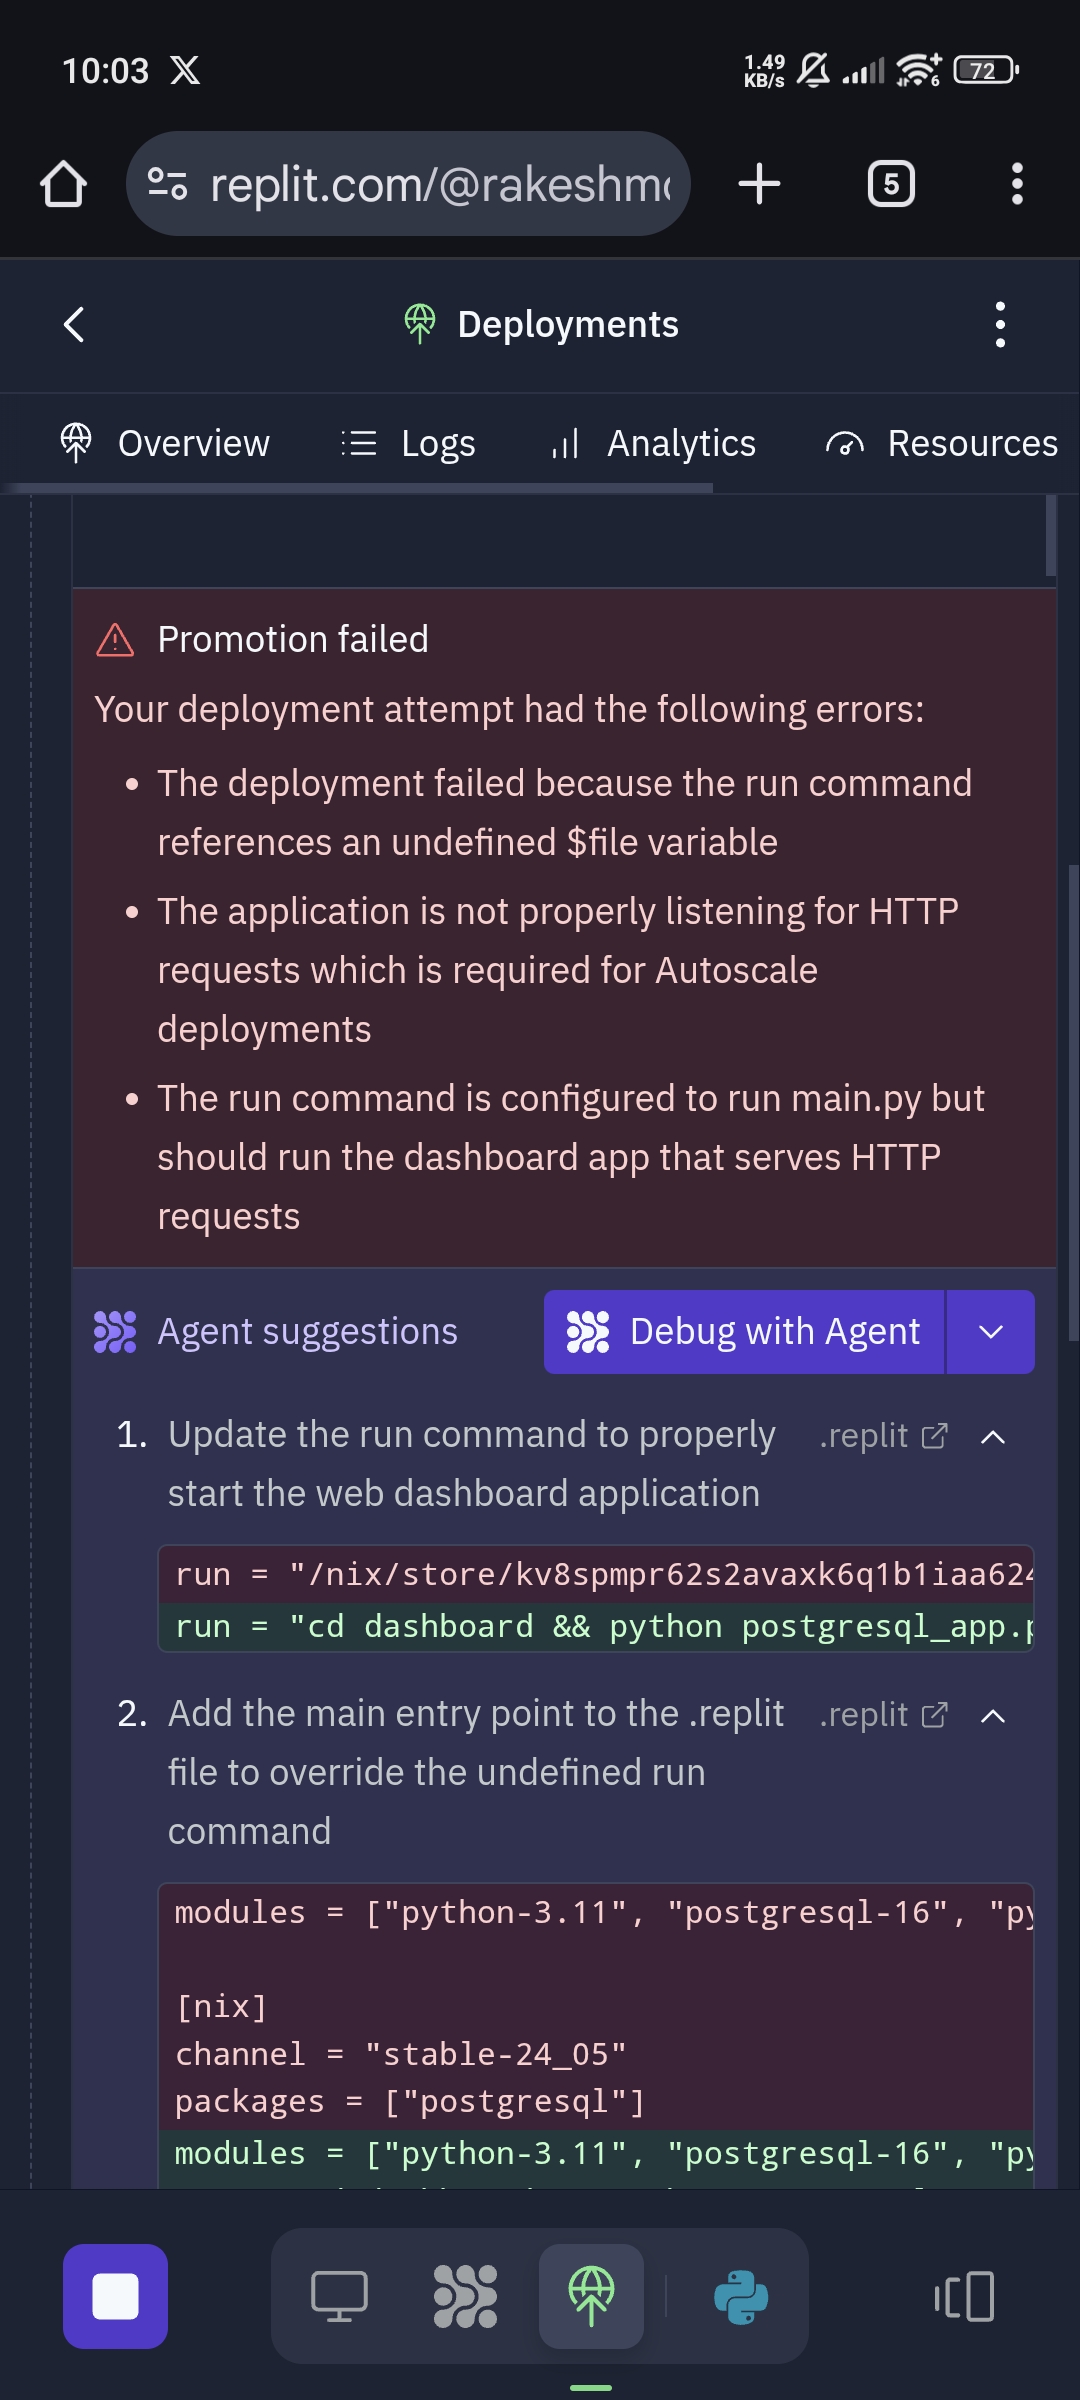 10:03
1.49
KB/s
6
72
replit.com/@rakeshm
5
Deployments
Overview
Logs
Analytics
Resources
Promotion failed
Your deployment attempt had the following errors:
• The deployment failed because the run command
references an undefined $file variable
• The application is not properly listening for HTTP
requests which is required for Autoscale
deployments
• The run command is configured to run main.py but
should run the dashboard app that serves HTTP
requests
Agent suggestions
Debug with Agent
1. Update the run command to properly .replit
start the web dashboard application
run = "/nix/store/kv8spmpr62s2avaxk6q1b1iaa624
run = "cd dashboard && python postgresql_app.p
2. Add the main entry point to the .replit .replit
file to override the undefined run
command
modules = ["python-3.11", "postgresql-16", "py
[nix]
channel = "stable-24_05"
packages = ["postgresql"]
modules = ["python-3.11", "postgresql-16", "py